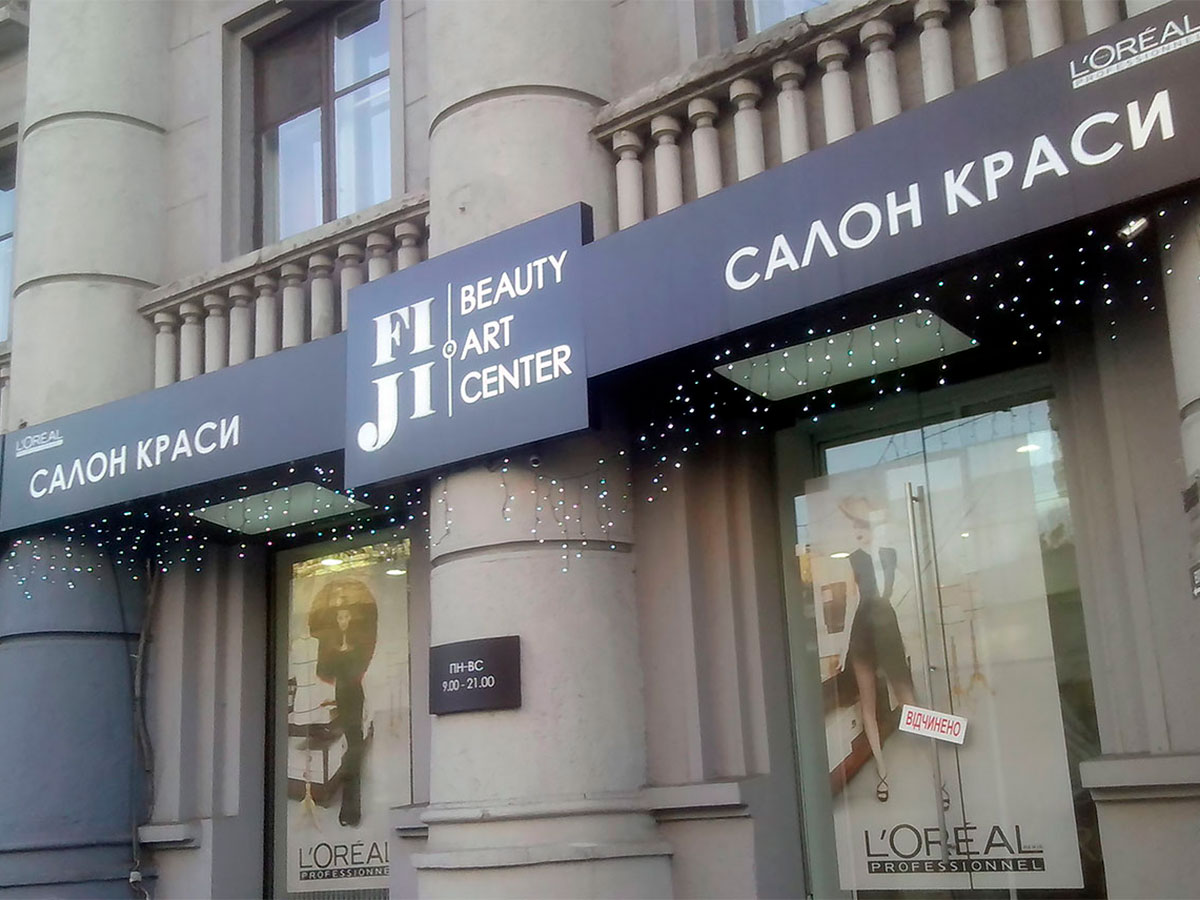 L'ORÉAL
PROFESSIONNEL
САЛОН КРАСИ
L'ORÉAL
САЛОН КРАСИ
FI
JI
BEAUTY
ART
CENTER
ПН-ВС
9.00 - 21.00
ВІДЧИНЕНО
L'ORÉAL
PROFESSIONNEL
L'ORÉAL
PROFESSIONNEL